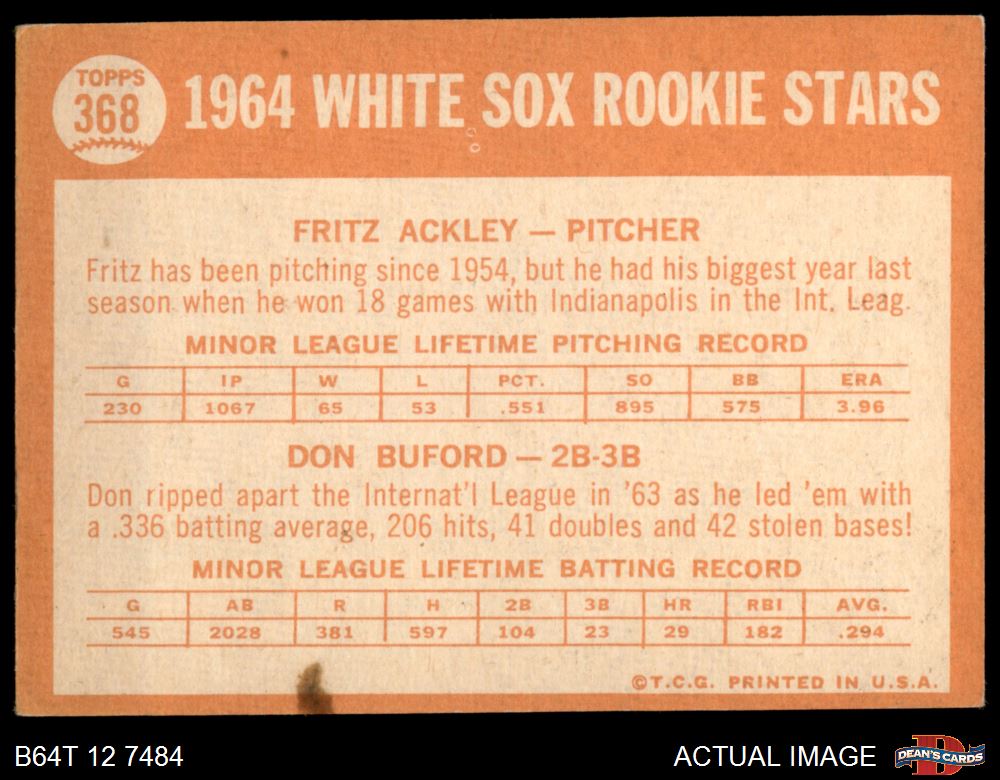 TOPPS
368
1964 WHITE SOX ROOKIE STARS
FRITZ ACKLEY — PITCHER
Fritz has been pitching since 1954, but he had his biggest year last
season when he won 18 games with Indianapolis in the Int. Leag.
MINOR LEAGUE LIFETIME PITCHING RECORD
G IP W L PCT. SO BB ERA
230 1067 65 53 .551 895 575 3.96
DON BUFORD — 2B-3B
Don ripped apart the Internat'l League in '63 as he led 'em with
a .336 batting average, 206 hits, 41 doubles and 42 stolen bases!
MINOR LEAGUE LIFETIME BATTING RECORD
G AB R H 2B 3B HR RBI AVG.
545 2028 381 597 104 23 29 182 .294
©T.C.G. PRINTED IN U.S.A.
B64T 12 7484
ACTUAL IMAGE
D
DEAN'S CARDS